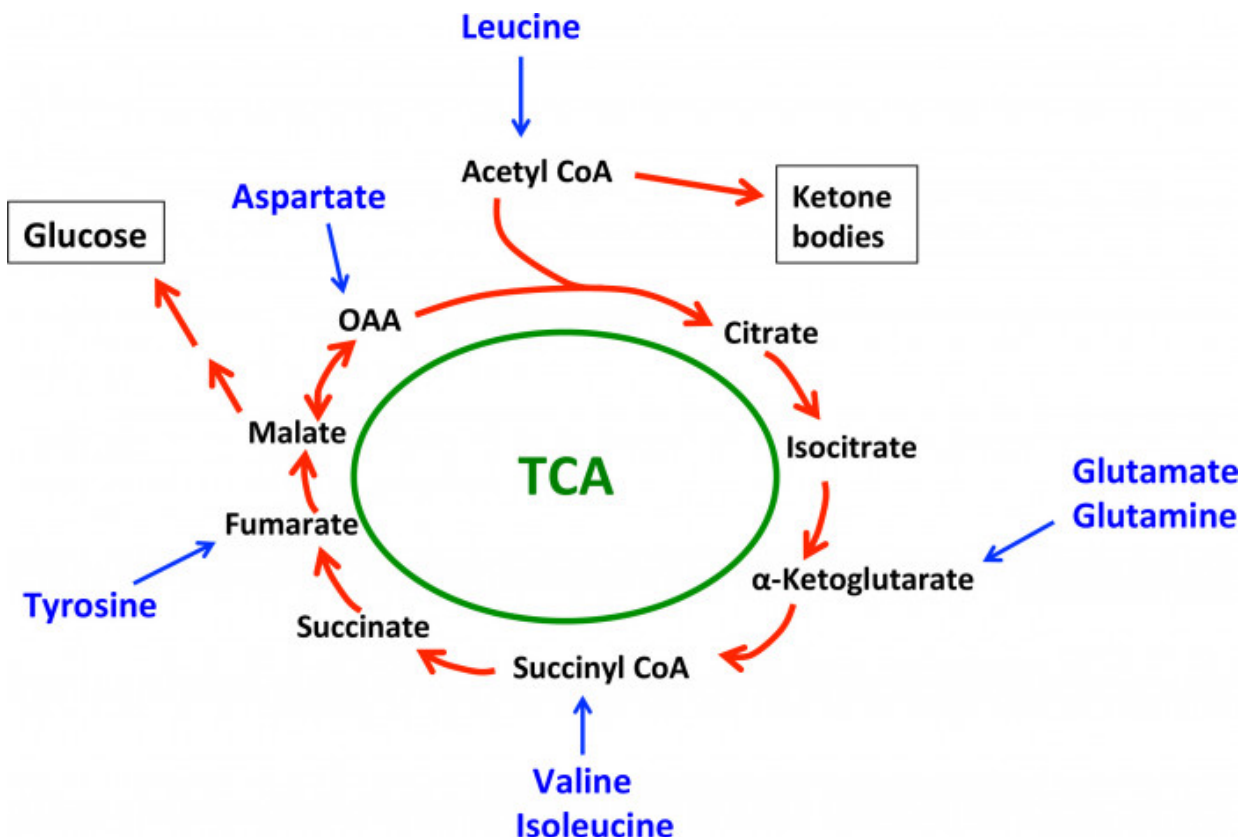 Leucine
Acetyl CoA
Ketone
bodies
Aspartate
Glucose
OAA
Citrate
Malate
Isocitrate
TCA
Glutamate
Glutamine
Fumarate
α-Ketoglutarate
Tyrosine
Succinate
Succinyl CoA
Valine
Isoleucine